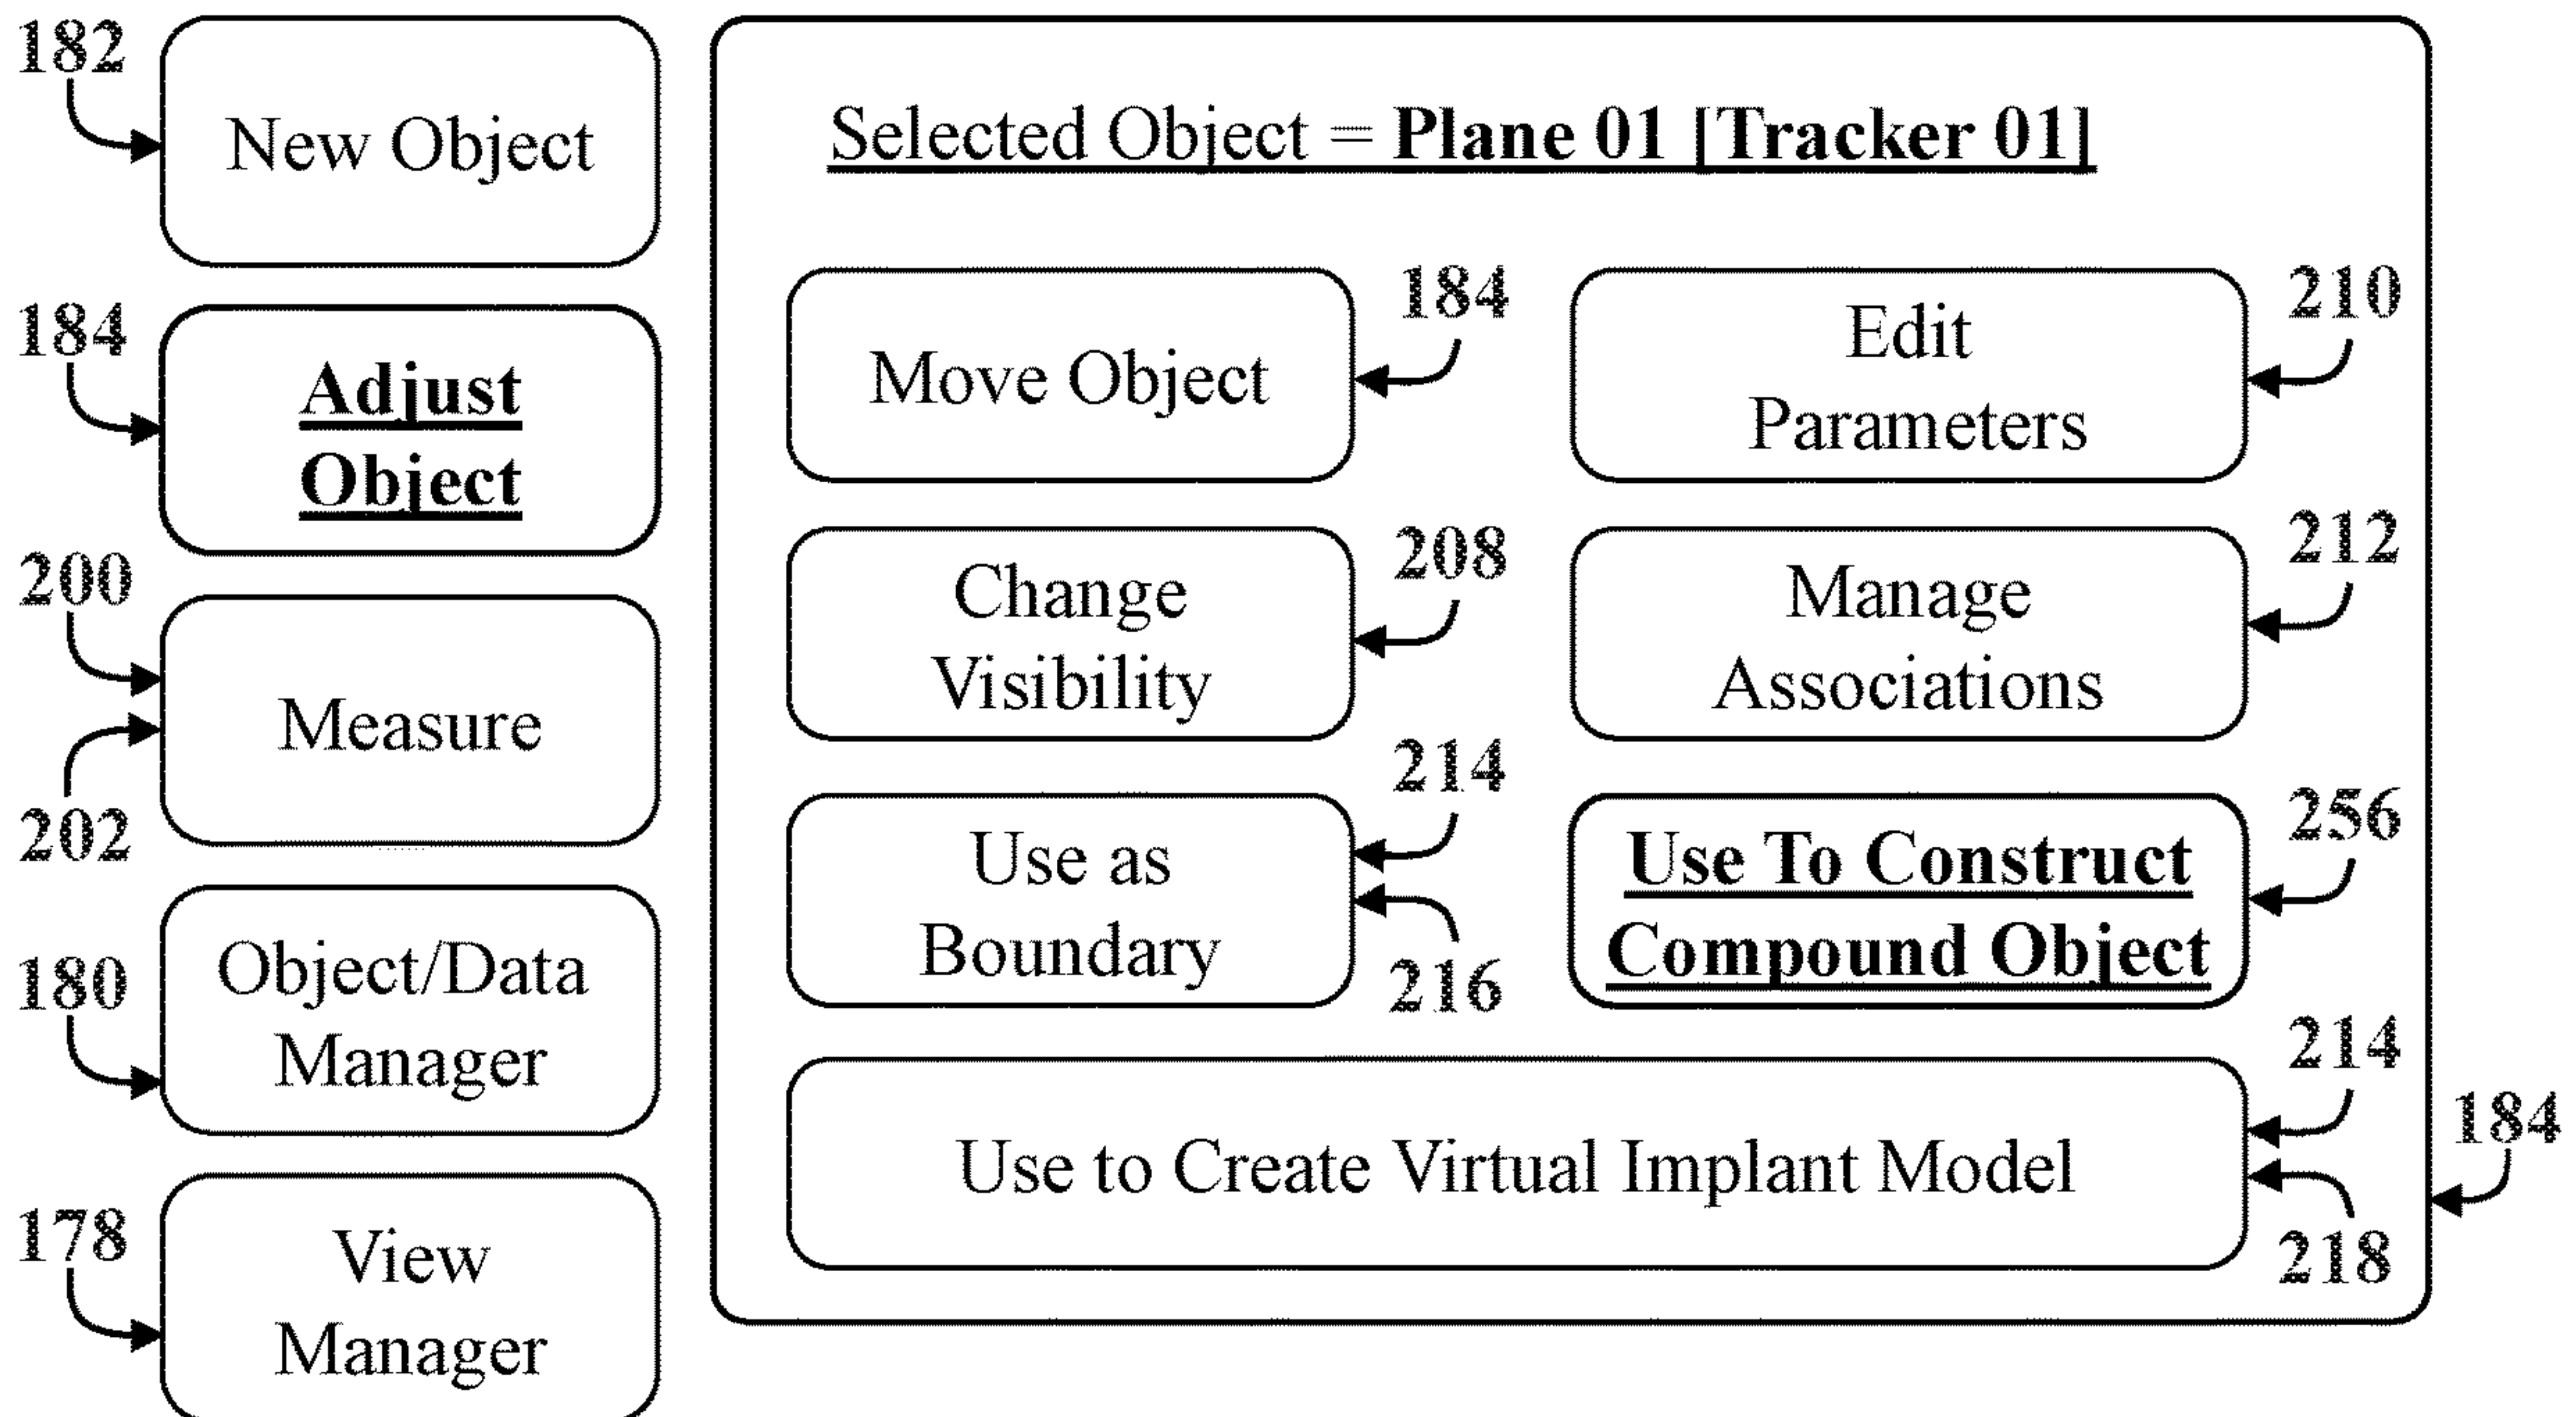 182
New Object
184
Adjust
Object
200
Measure
202
180
Object/Data
Manager
178
View
Manager
Selected Object = Plane 01 [Tracker 01]
Move Object
184
Edit
Parameters
210
Change
Visibility
208
Manage
Associations
212
Use as
Boundary
214
216
Use To Construct
Compound Object
256
Use to Create Virtual Implant Model
214
218
184